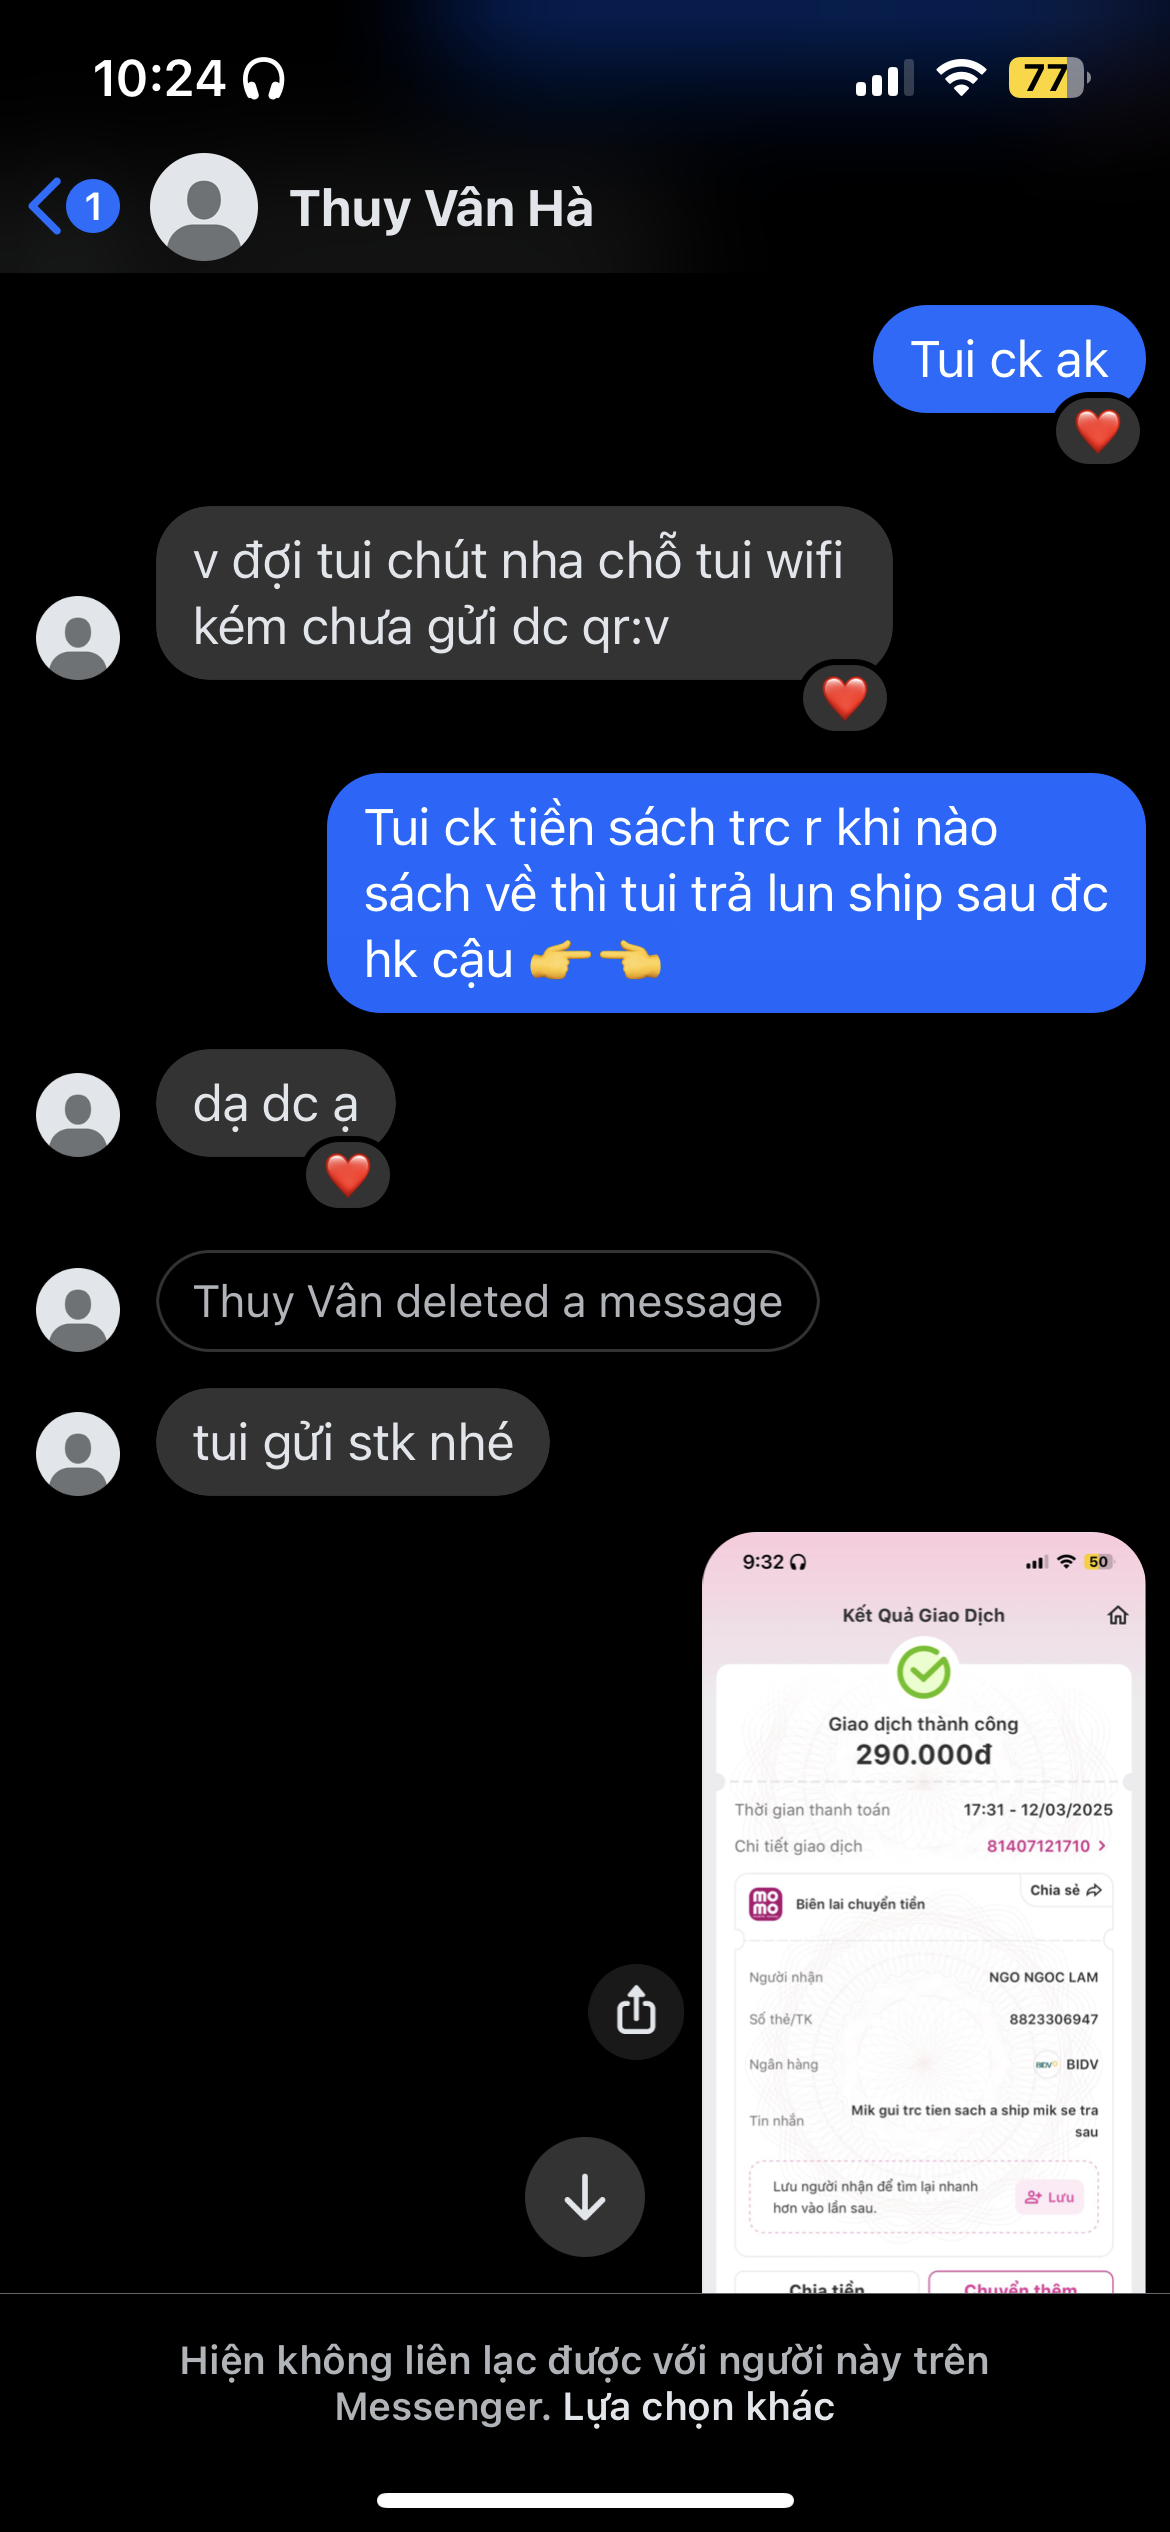 10:24
77
1
Thuy Vân Hà
Tui ck ak
v đợi tui chút nha chỗ tui wifi
kém chưa gửi dc qr:v
Tui ck tiền sách trc r khi nào
sách về thì tui trả lun ship sau đc
hk cậu 👉👈
dạ dc ạ
Thuy Vân deleted a message
tui gửi stk nhé
9:32
50
Kết Quả Giao Dịch
Giao dịch thành công
290.000đ
Thời gian thanh toán 17:31 - 12/03/2025
Chi tiết giao dịch 81407121710 >
Chia sẻ
mo
mo
Biên lai chuyển tiền
Người nhận NGO NGOC LAM
Số thẻ/TK 8823306947
Ngân hàng BIDV BIDV
Tin nhắn Mik gui trc tien sach a ship mik se tra
sau
Lưu người nhận để tìm lại nhanh
hơn vào lần sau.
Lưu
Chia tiền Chuyển thêm
Hiện không liên lạc được với người này trên
Messenger. Lựa chọn khác